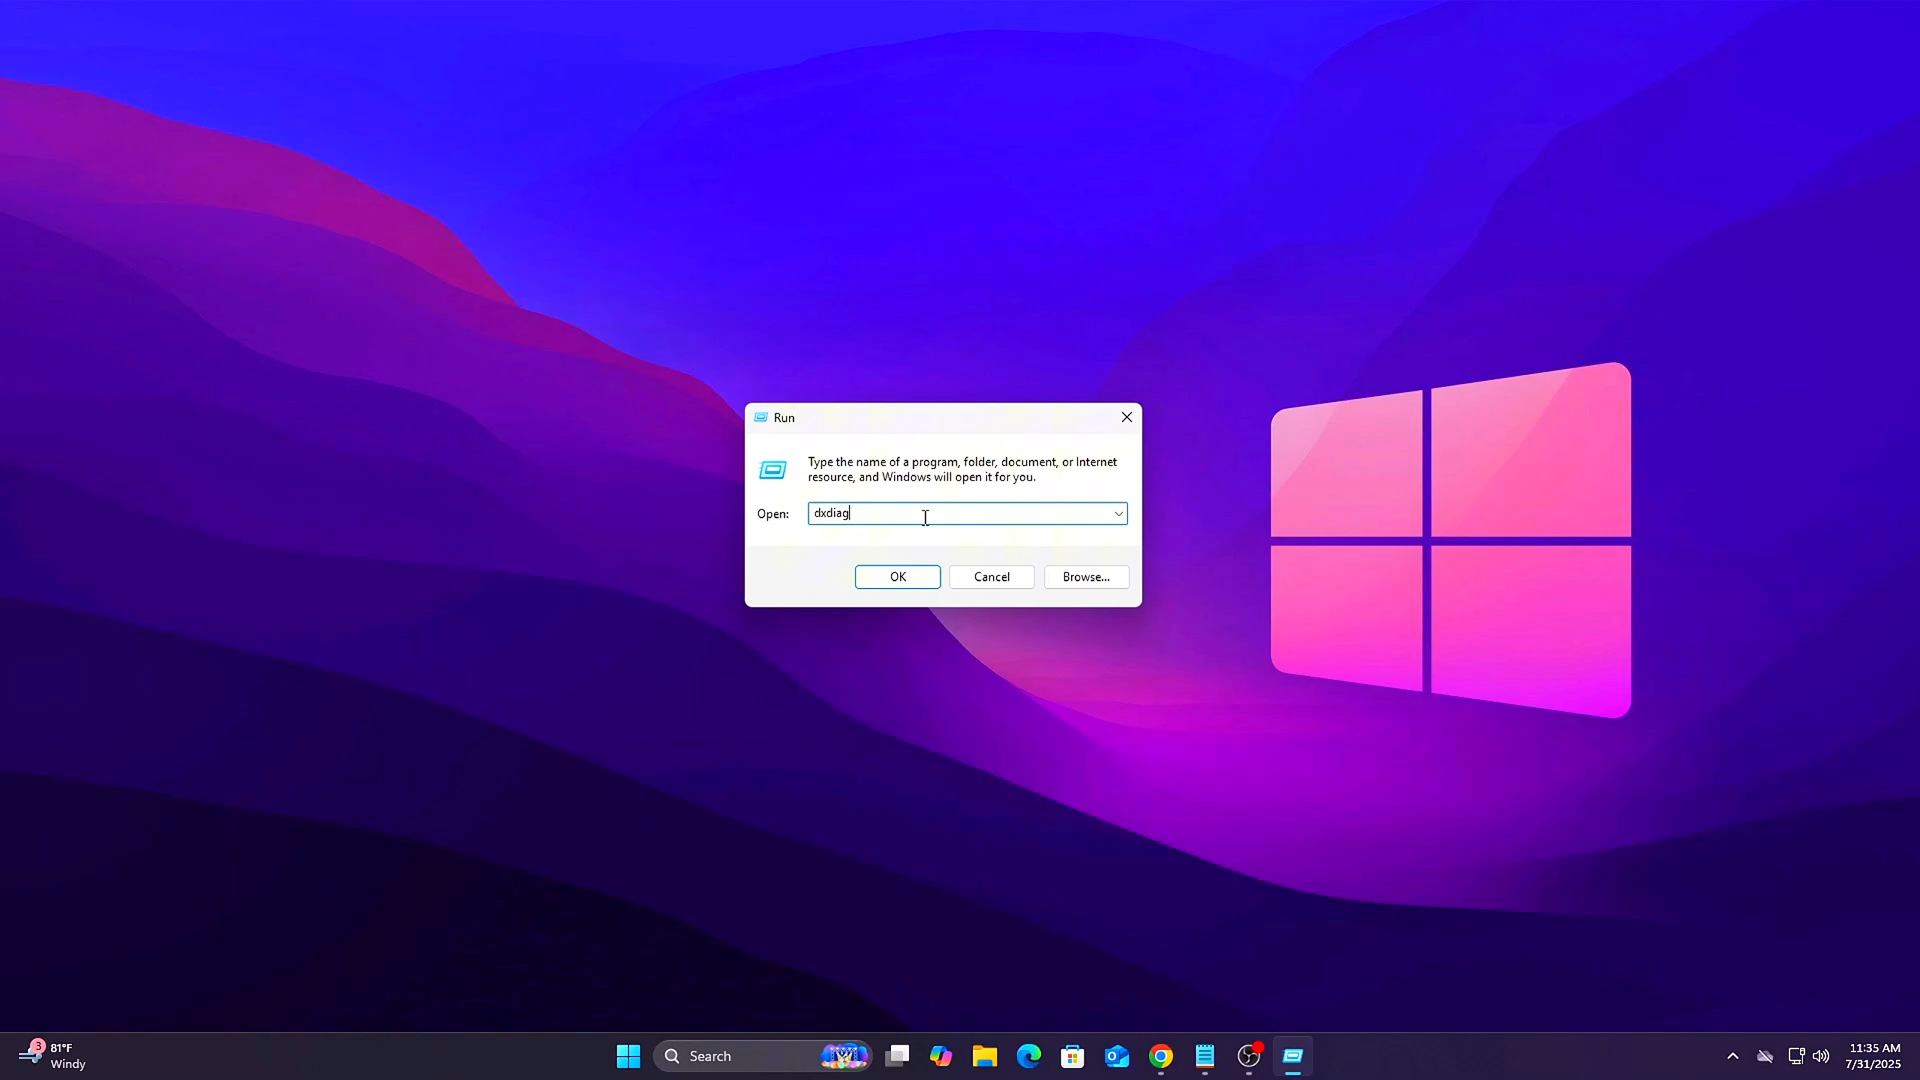 Run
Type the name of a program, folder, document, or Internet
resource, and Windows will open it for you.
Open: dxdiag
OK Cancel Browse...
3
81°F
Windy
Search
11:35 AM
7/31/2025